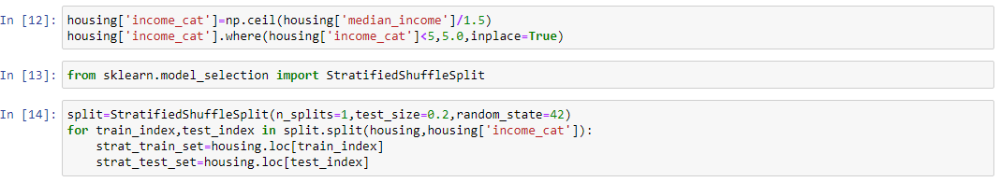 In [12]: housing['income_cat']=np.ceil(housing['median_income']/1.5)
housing['income_cat'].where(housing['income_cat']<5,5.0,inplace=True)
In [13]: from sklearn.model_selection import StratifiedShuffleSplit
In [14]: split=StratifiedShuffleSplit(n_splits=1,test_size=0.2,random_state=42)
for train_index,test_index in split.split(housing,housing['income_cat']):
    strat_train_set=housing.loc[train_index]
    strat_test_set=housing.loc[test_index]